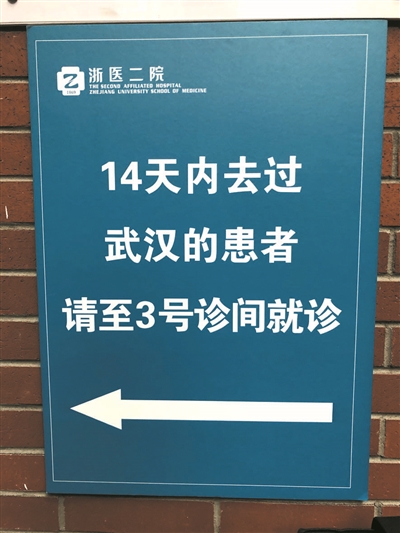 浙医二院
THE SECOND AFFILIATED HOSPITAL
ZHEJIANG UNIVERSITY SCHOOL OF MEDICINE
Z
1869
14天内去过
武汉的患者
请至3号诊间就诊